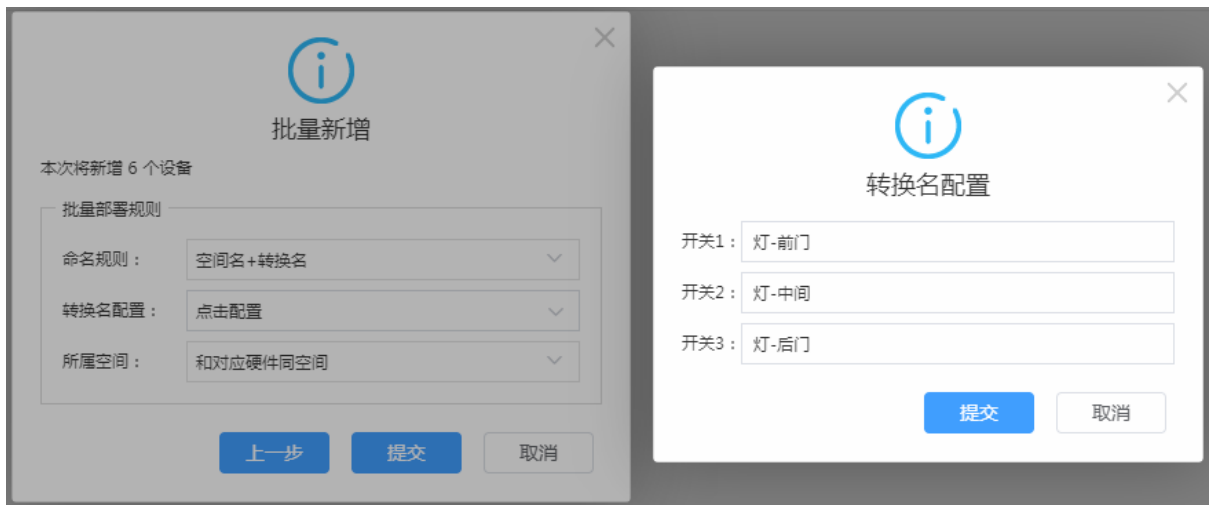 批量新增
本次将新增 6 个设备
批量部署规则
命名规则： 空间名+转换名
转换名配置： 点击配置
所属空间： 和对应硬件同空间
上一步 提交 取消
转换名配置
开关1： 灯-前门
开关2： 灯-中间
开关3： 灯-后门
提交 取消